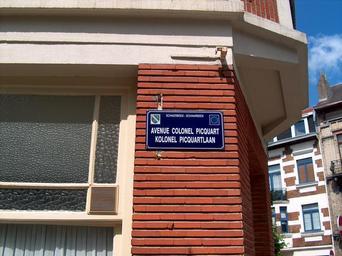 SCHAERBEEK - SCHAARBEEK
AVENUE COLONEL PICQUART
KOLONEL PICQUARTLAAN